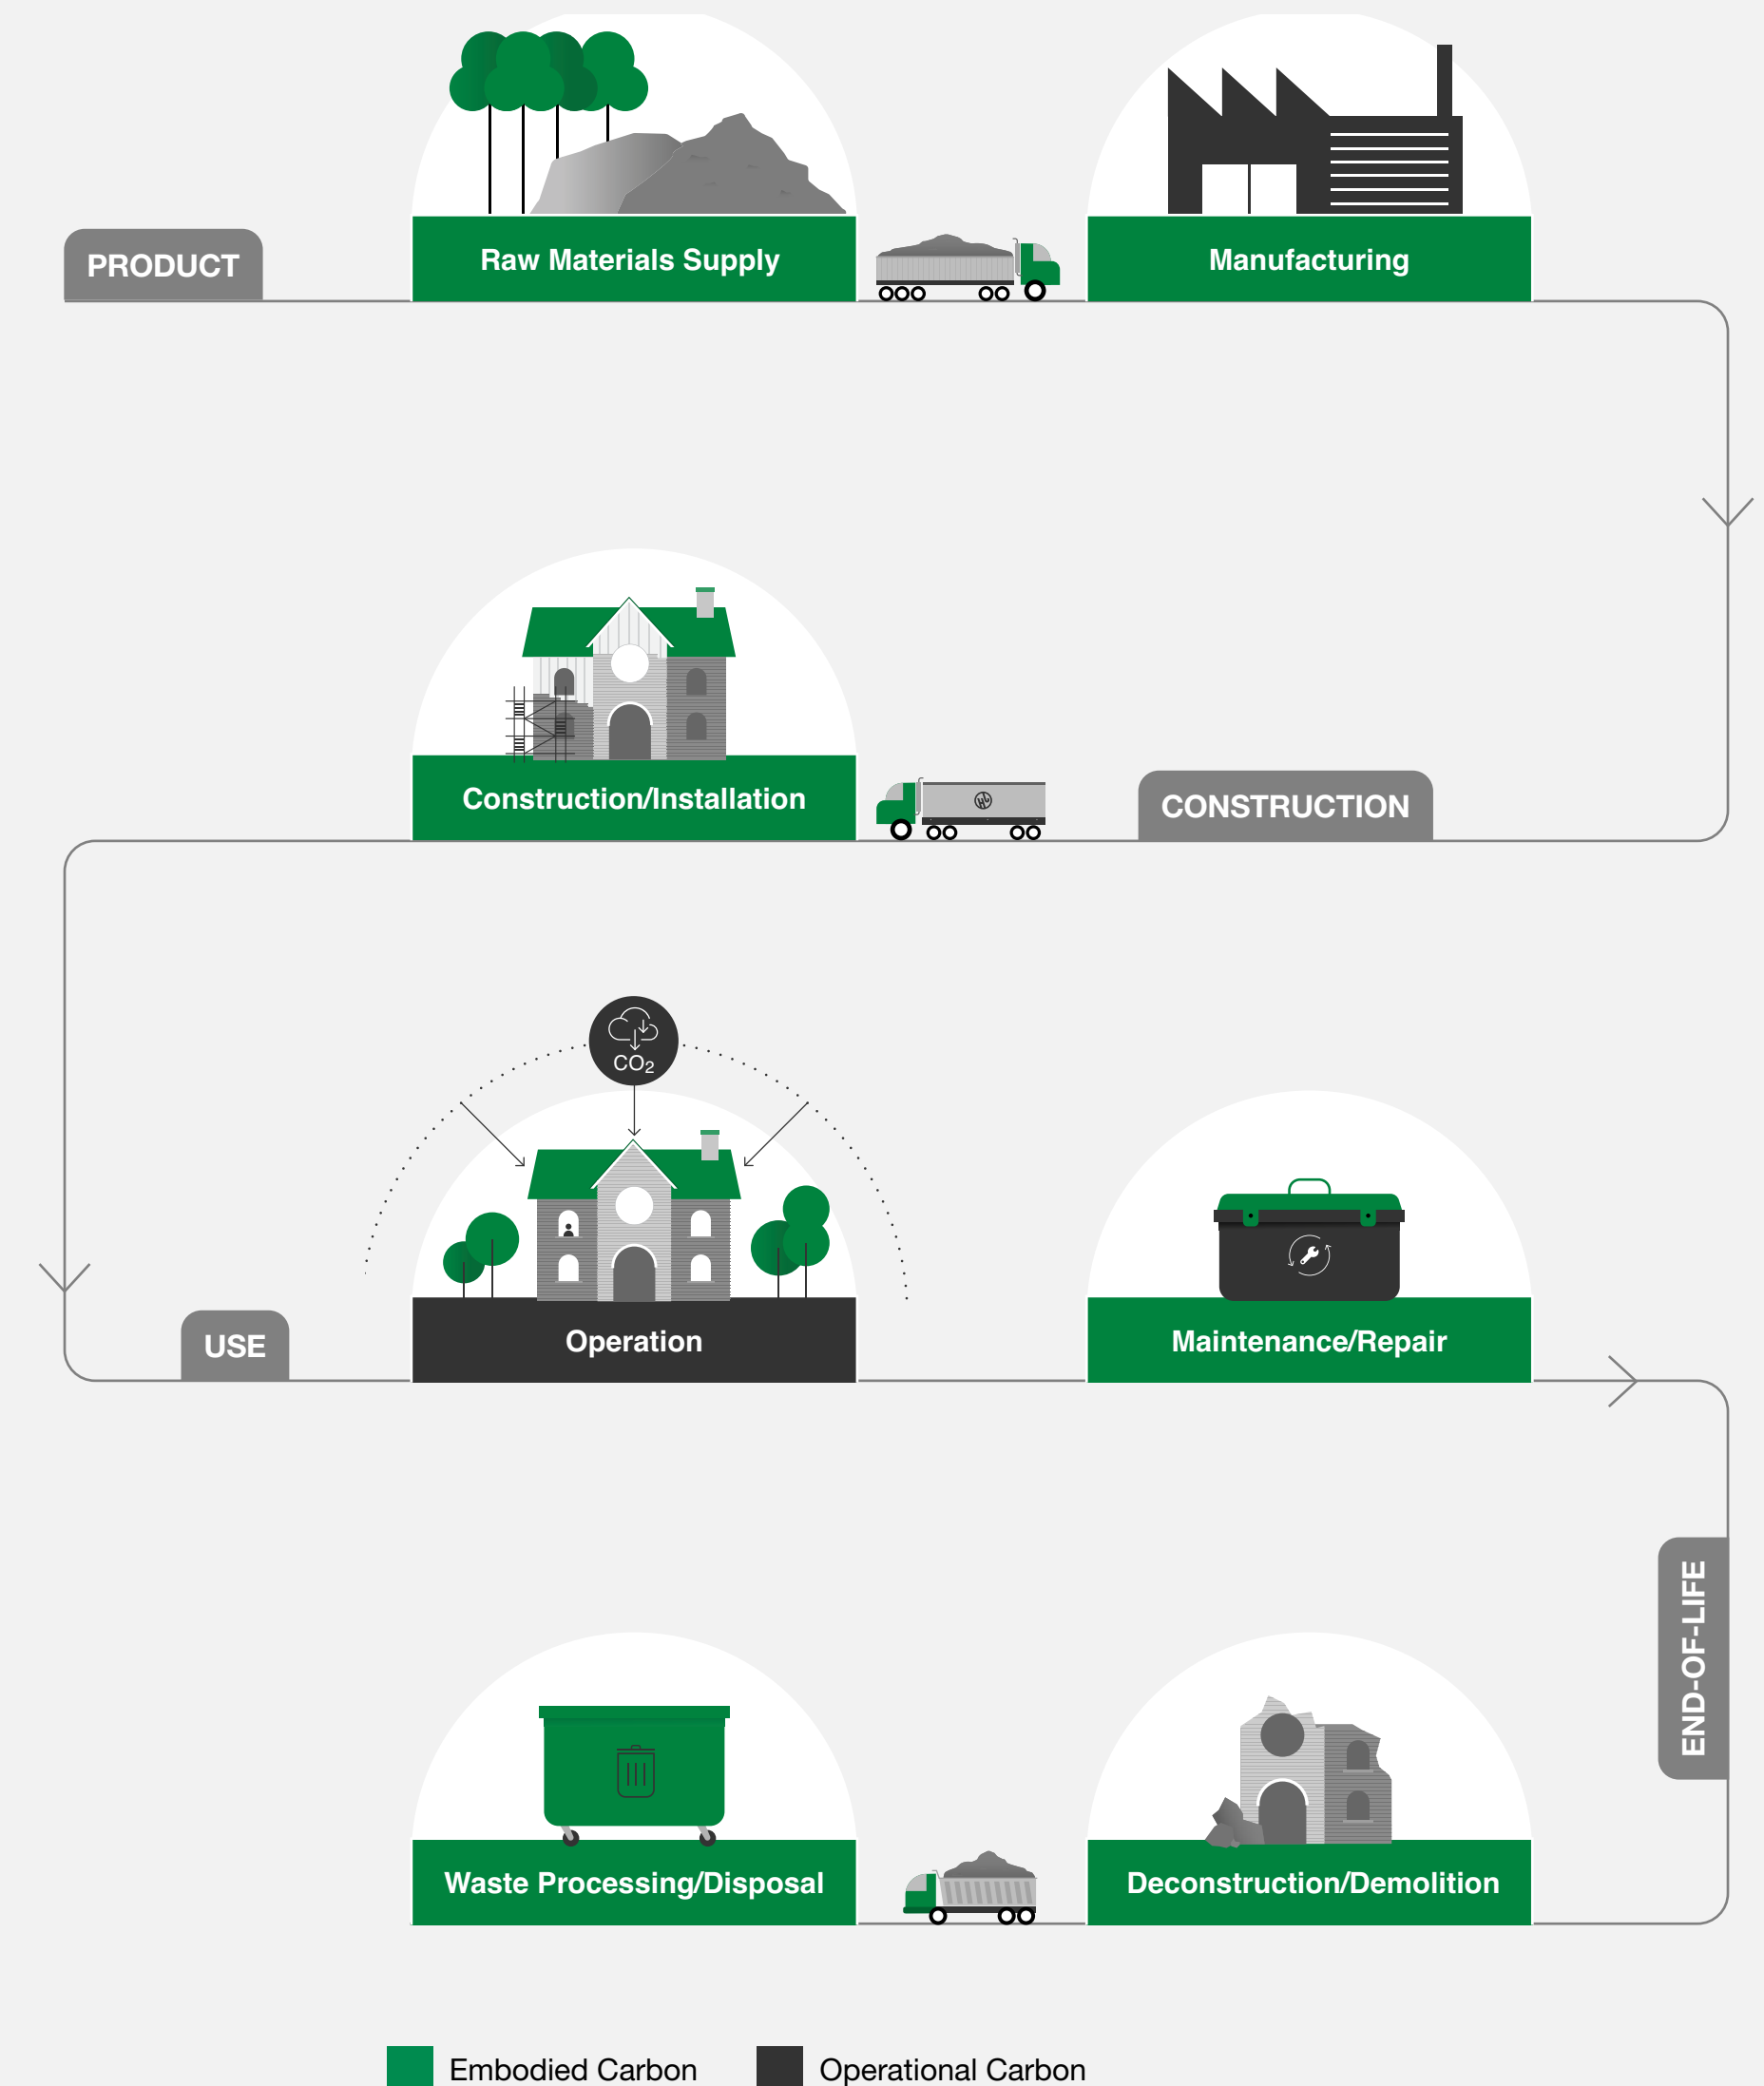 PRODUCT
Raw Materials Supply
Manufacturing
Construction/Installation
CONSTRUCTION
CO₂
USE
Operation
Maintenance/Repair
END-OF-LIFE
Waste Processing/Disposal
Deconstruction/Demolition
Embodied Carbon
Operational Carbon